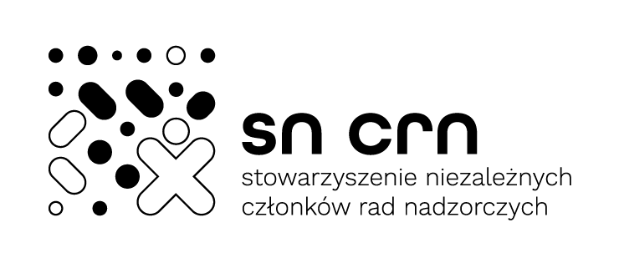 sn crn
stowarzyszenie niezależnych
członków rad nadzorczych